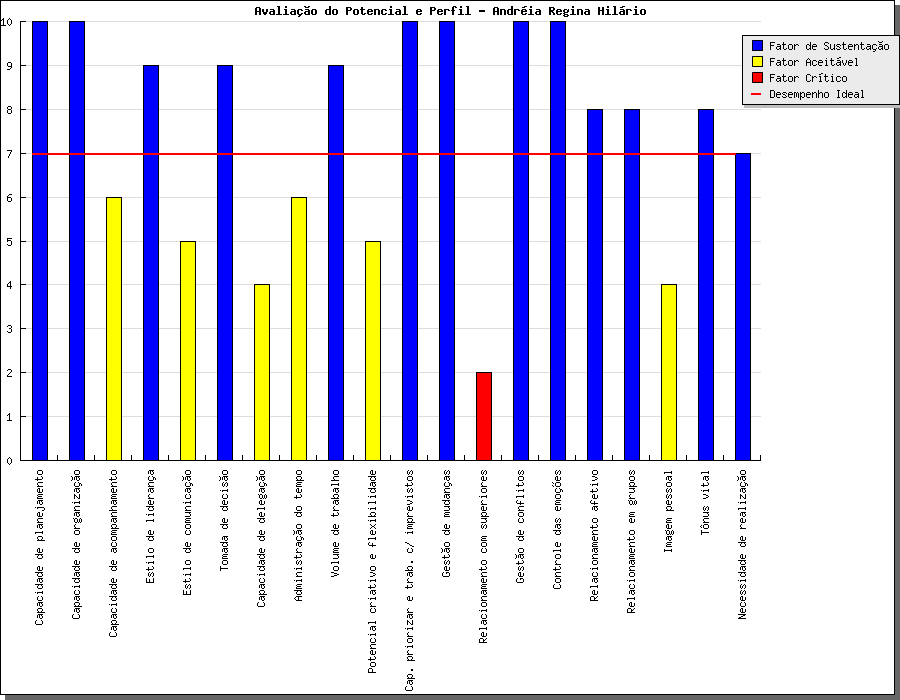 Avaliação do Potencial e Perfil - Andréia Regina Hilário
Fator de Sustentação
Fator Aceitável
Fator Crítico
Desempenho Ideal
10
9
8
7
6
5
4
3
2
1
0
Capacidade de planejamento
Capacidade de organização
Capacidade de acompanhamento
Estilo de liderança
Estilo de comunicação
Tomada de decisão
Capacidade de delegação
Administração do tempo
Volume de trabalho
Potencial criativo e flexibilidade
Cap. priorizar e trab. c/ imprevistos
Gestão de mudanças
Relacionamento com superiores
Gestão de conflitos
Controle das emoções
Relacionamento afetivo
Relacionamento em grupos
Imagem pessoal
Tônus vital
Necessidade de realização